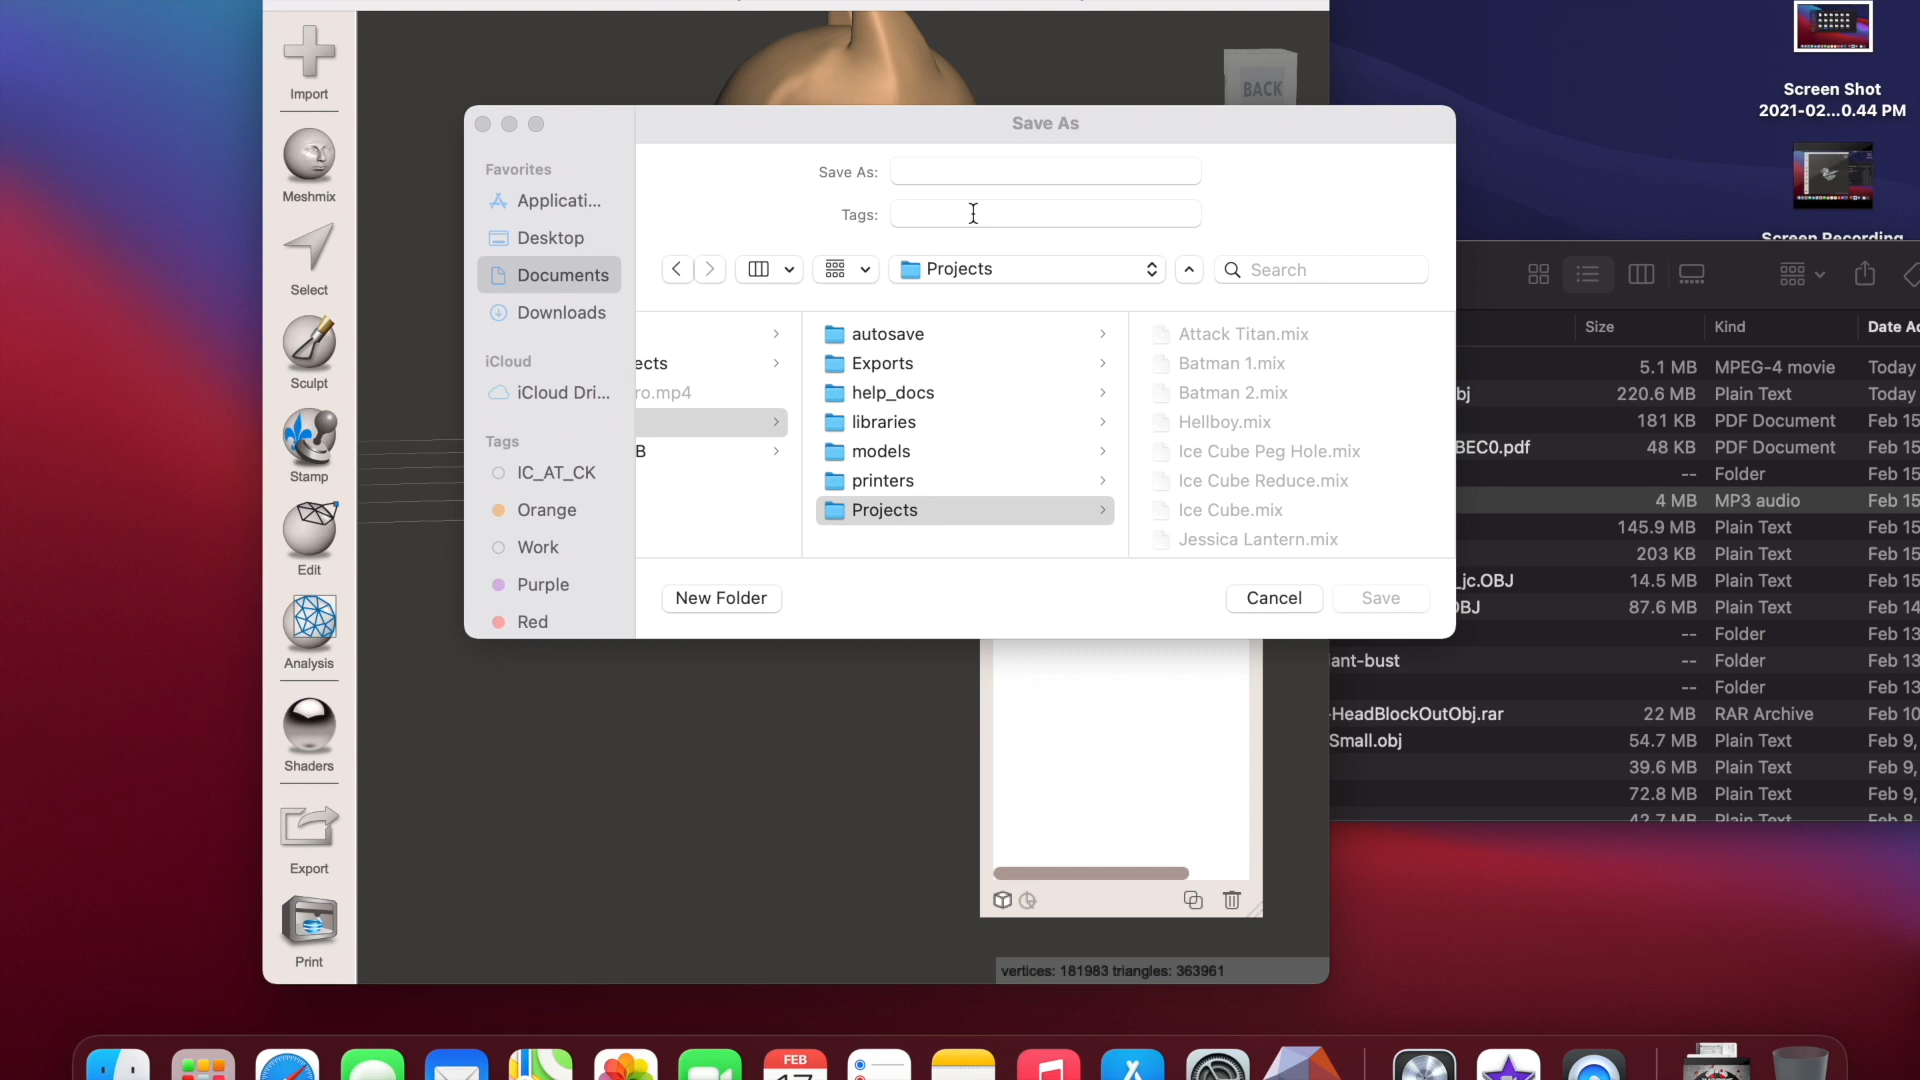 Import
Meshmix
Select
Sculpt
Stamp
Edit
Analysis
Shaders
Export
Print
BACK
Save As
Save As:
Tags:
Favorites
Applicati...
Desktop
Documents
Downloads
iCloud
iCloud Dri...
Tags
IC_AT_CK
Orange
Work
Purple
Red
Projects
Search
ects
ro.mp4
B
autosave
Exports
help_docs
libraries
models
printers
Projects
Attack Titan.mix
Batman 1.mix
Batman 2.mix
Hellboy.mix
Ice Cube Peg Hole.mix
Ice Cube Reduce.mix
Ice Cube.mix
Jessica Lantern.mix
New Folder
Cancel
Save
vertices: 181983 triangles: 363961
Screen Shot
2021-02...0.44 PM
Screen Recording
Size Kind Date Ac
5.1 MB MPEG-4 movie Today
bj 220.6 MB Plain Text Today
181 KB PDF Document Feb 15
BEC0.pdf 48 KB PDF Document Feb 15
-- Folder Feb 15
4 MB MP3 audio Feb 15
145.9 MB Plain Text Feb 15
203 KB Plain Text Feb 15
_jc.OBJ 14.5 MB Plain Text Feb 15
BJ 87.6 MB Plain Text Feb 14
-- Folder Feb 13
ant-bust -- Folder Feb 13
-- Folder Feb 13
-HeadBlockOutObj.rar 22 MB RAR Archive Feb 10
Small.obj 54.7 MB Plain Text Feb 9,
39.6 MB Plain Text Feb 9,
72.8 MB Plain Text Feb 9,
42.7 MB Plain Text Feb 8
FEB
17